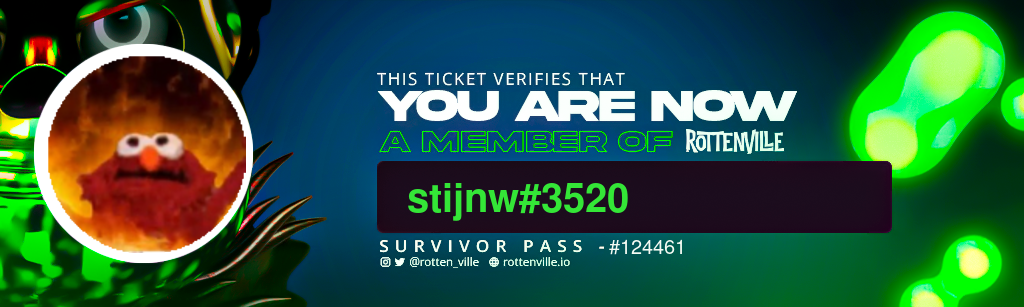 THIS TICKET VERIFIES THAT
YOU ARE NOW
A MEMBER OF ROTTENVILLE
stijnw#3520
SURVIVOR PASS - #124461
@rotten_ville rottenville.io